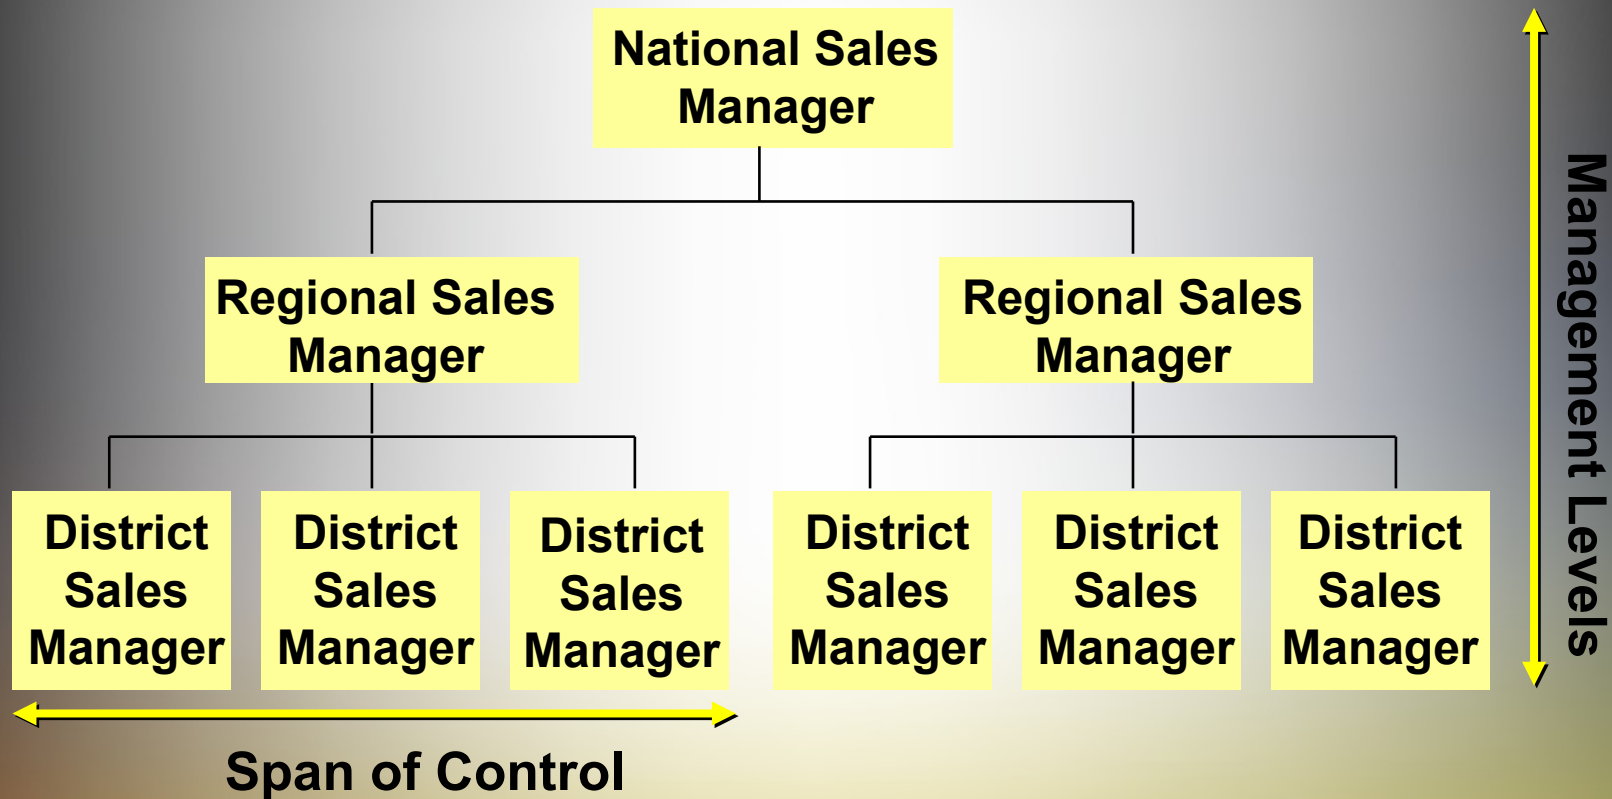 National Sales
Manager
Regional Sales
Manager
Regional Sales
Manager
District
Sales
Manager
District
Sales
Manager
District
Sales
Manager
District
Sales
Manager
District
Sales
Manager
District
Sales
Manager
Span of Control
Management Levels